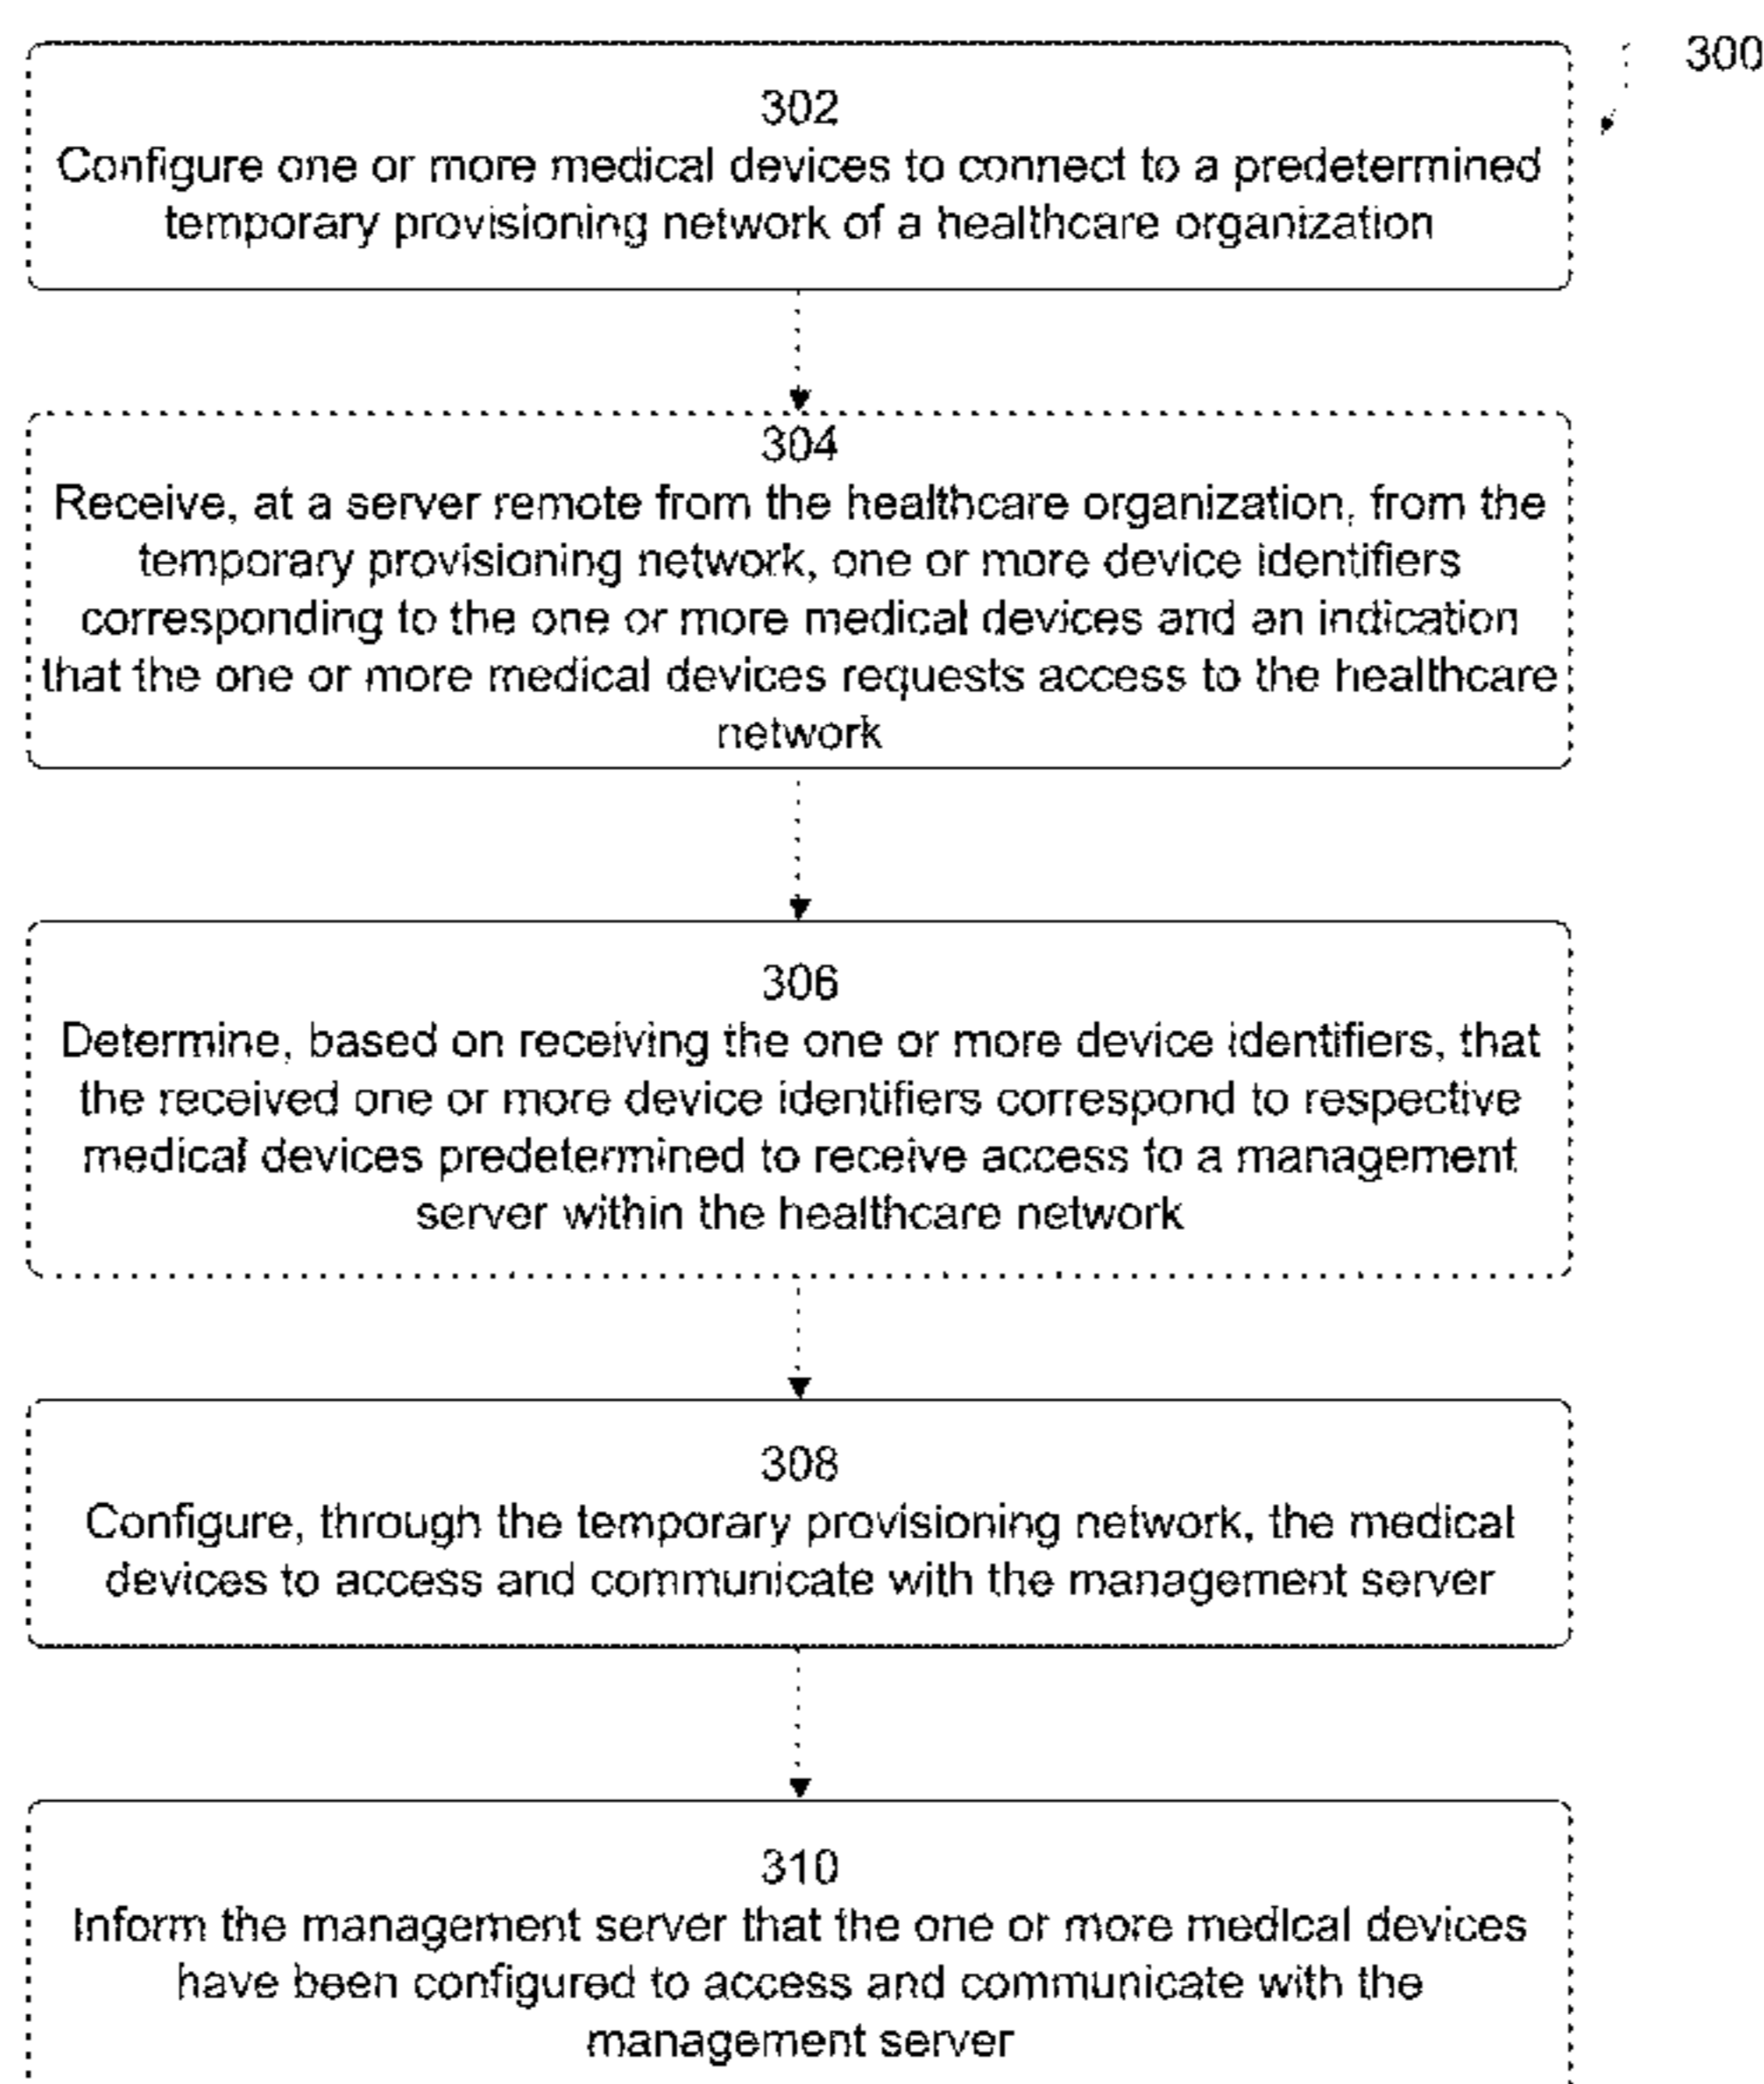 300
302
Configure one or more medical devices to connect to a predetermined
temporary provisioning network of a healthcare organization
304
Receive, at a server remote from the healthcare organization, from the
temporary provisioning network, one or more device identifiers
corresponding to the one or more medical devices and an indication
that the one or more medical devices requests access to the healthcare
network
306
Determine, based on receiving the one or more device identifiers, that
the received one or more device identifiers correspond to respective
medical devices predetermined to receive access to a management
server within the healthcare network
308
Configure, through the temporary provisioning network, the medical
devices to access and communicate with the management server
310
Inform the management server that the one or more medical devices
have been configured to access and communicate with the
management server